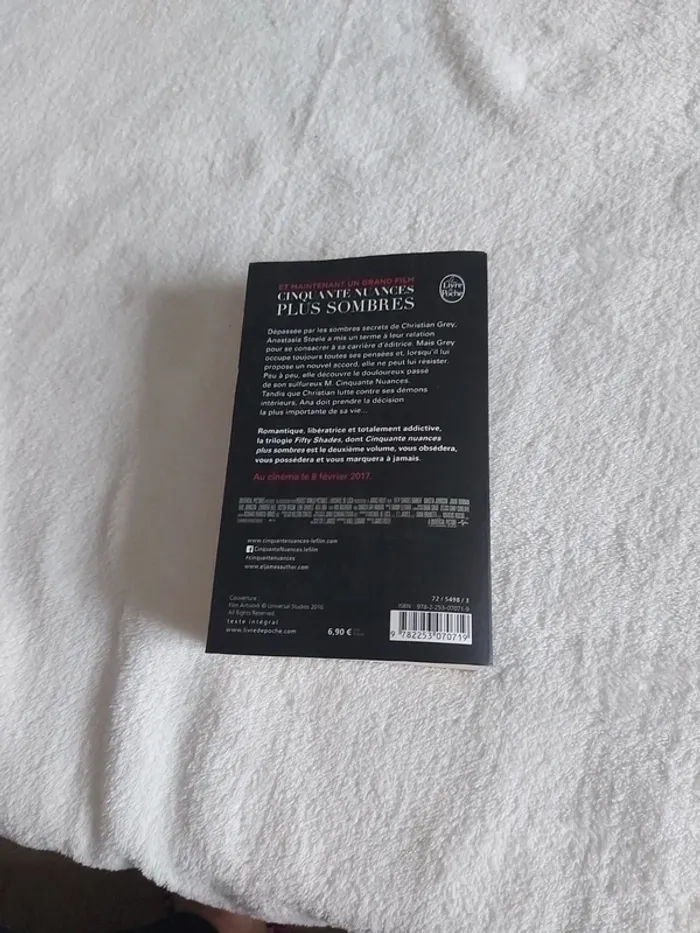 ET MAINTENANT UN GRAND FILM
CINQUANTE NUANCES
PLUS SOMBRES
Le
Livre
de
Poche
Dépassée par les sombres secrets de Christian Grey,
Anastasia Steele a mis un terme à leur relation
pour se consacrer à sa carrière d'éditrice. Mais Grey
occupe toujours toutes ses pensées et, lorsqu'il lui
propose un nouvel accord, elle ne peut lui résister.
Peu à peu, elle découvre le douloureux passé
de son sulfureux M. Cinquante Nuances.
Tandis que Christian lutte contre ses démons
intérieurs, Ana doit prendre la décision
la plus importante de sa vie...
Romantique, libératrice et totalement addictive,
la trilogie Fifty Shades, dont Cinquante nuances
plus sombres est le deuxième volume, vous obsédera,
vous possédera et vous marquera à jamais.
Au cinéma le 8 février 2017.
www.cinquantenuances-lefilm.com
CinquanteNuances.lefilm
#cinquantenuances
www.eljamesauthor.com
Couverture :
Film Artwork © Universal Studios 2016
All Rights Reserved.
texte intégral
www.livredepoche.com
6,90 €
72 / 5498 / 3
ISBN : 978-2-253-07071-9
9 782253 070719